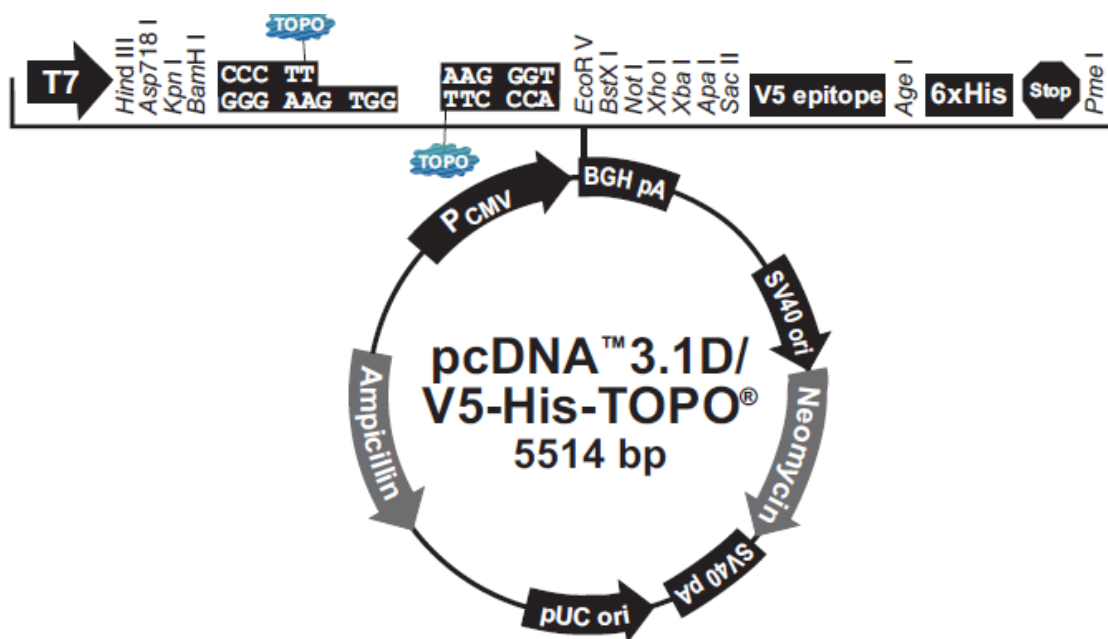 TOPO
T7
Hind III
Asp718 I
Kpn I
BamH I
CCC TT
GGG AAG TGG
AAG GGT
TTC CCA
TOPO
EcoR V
BstX I
Not I
Xho I
Xba I
Apa I
Sac II
V5 epitope
Age I
6xHis
Stop
Pme I
PCMV
BGH pA
SV40 ori
Neomycin
SV40 pA
pUC ori
Ampicillin
pcDNA™3.1D/
V5-His-TOPO®
5514 bp